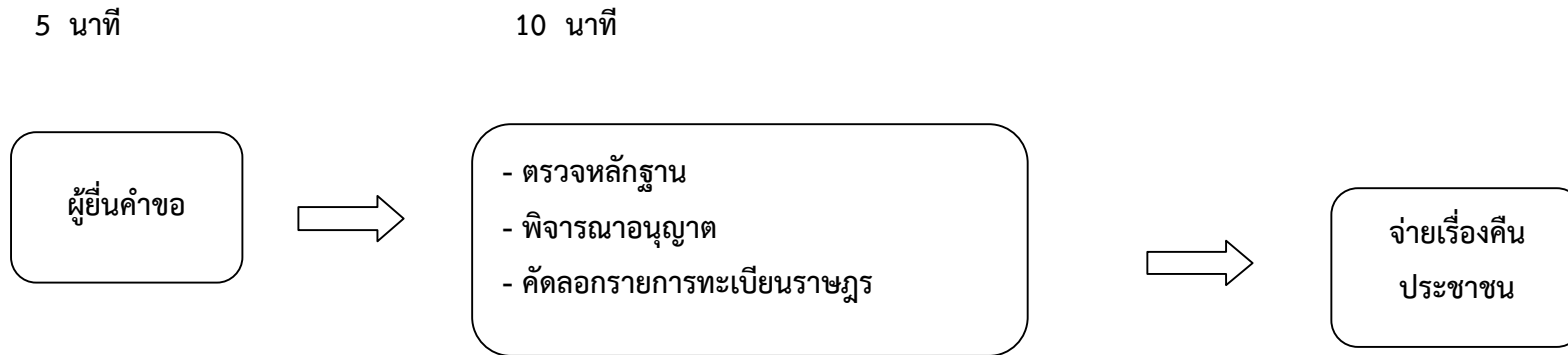 5 นาที
10 นาที
ผู้ยื่นคำขอ
- ตรวจหลักฐาน
- พิจารณาอนุญาต
- คัดลอกรายการทะเบียนราษฎร
จ่ายเรื่องคืน
ประชาชน